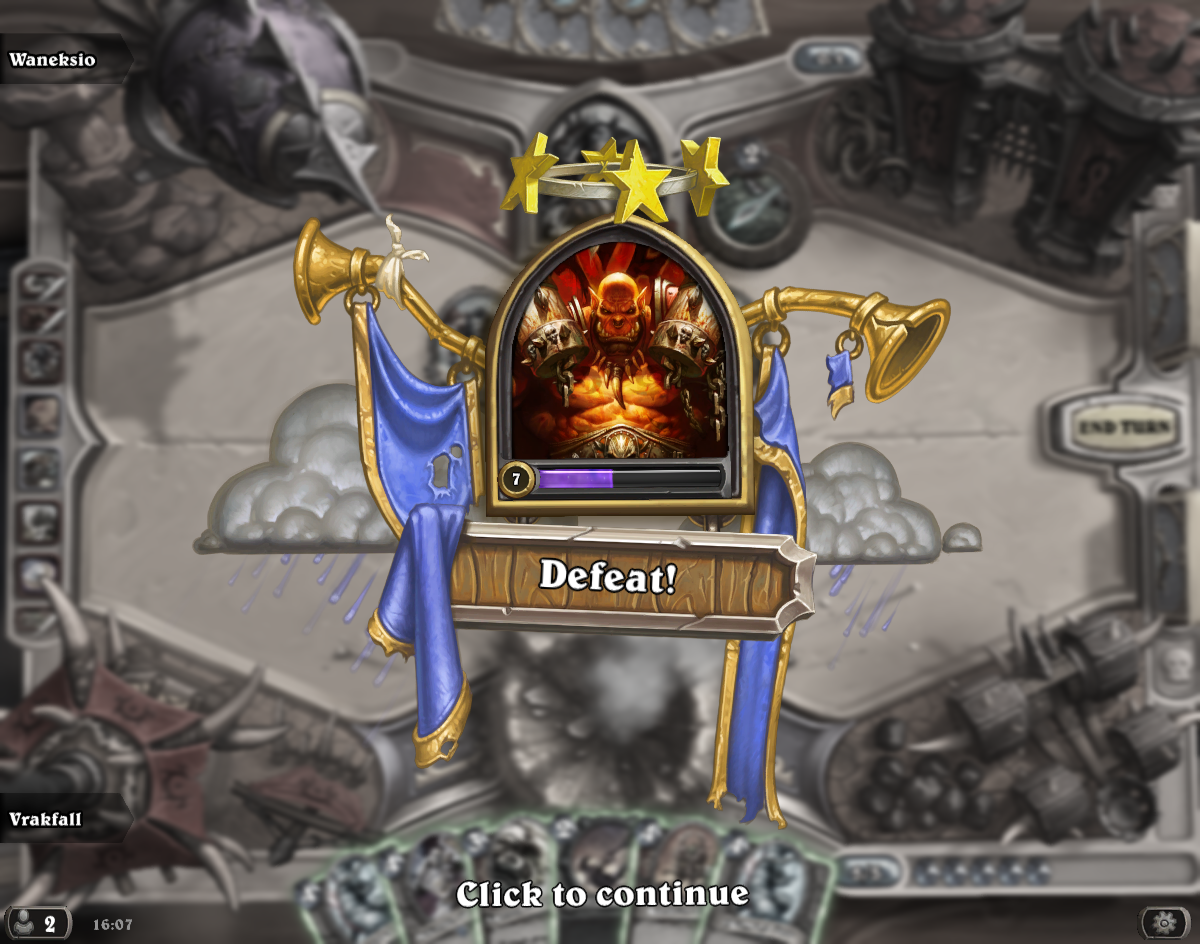 Waneksio
END TURN
7
Defeat!
Vrakfall
Click to continue
2
16:07